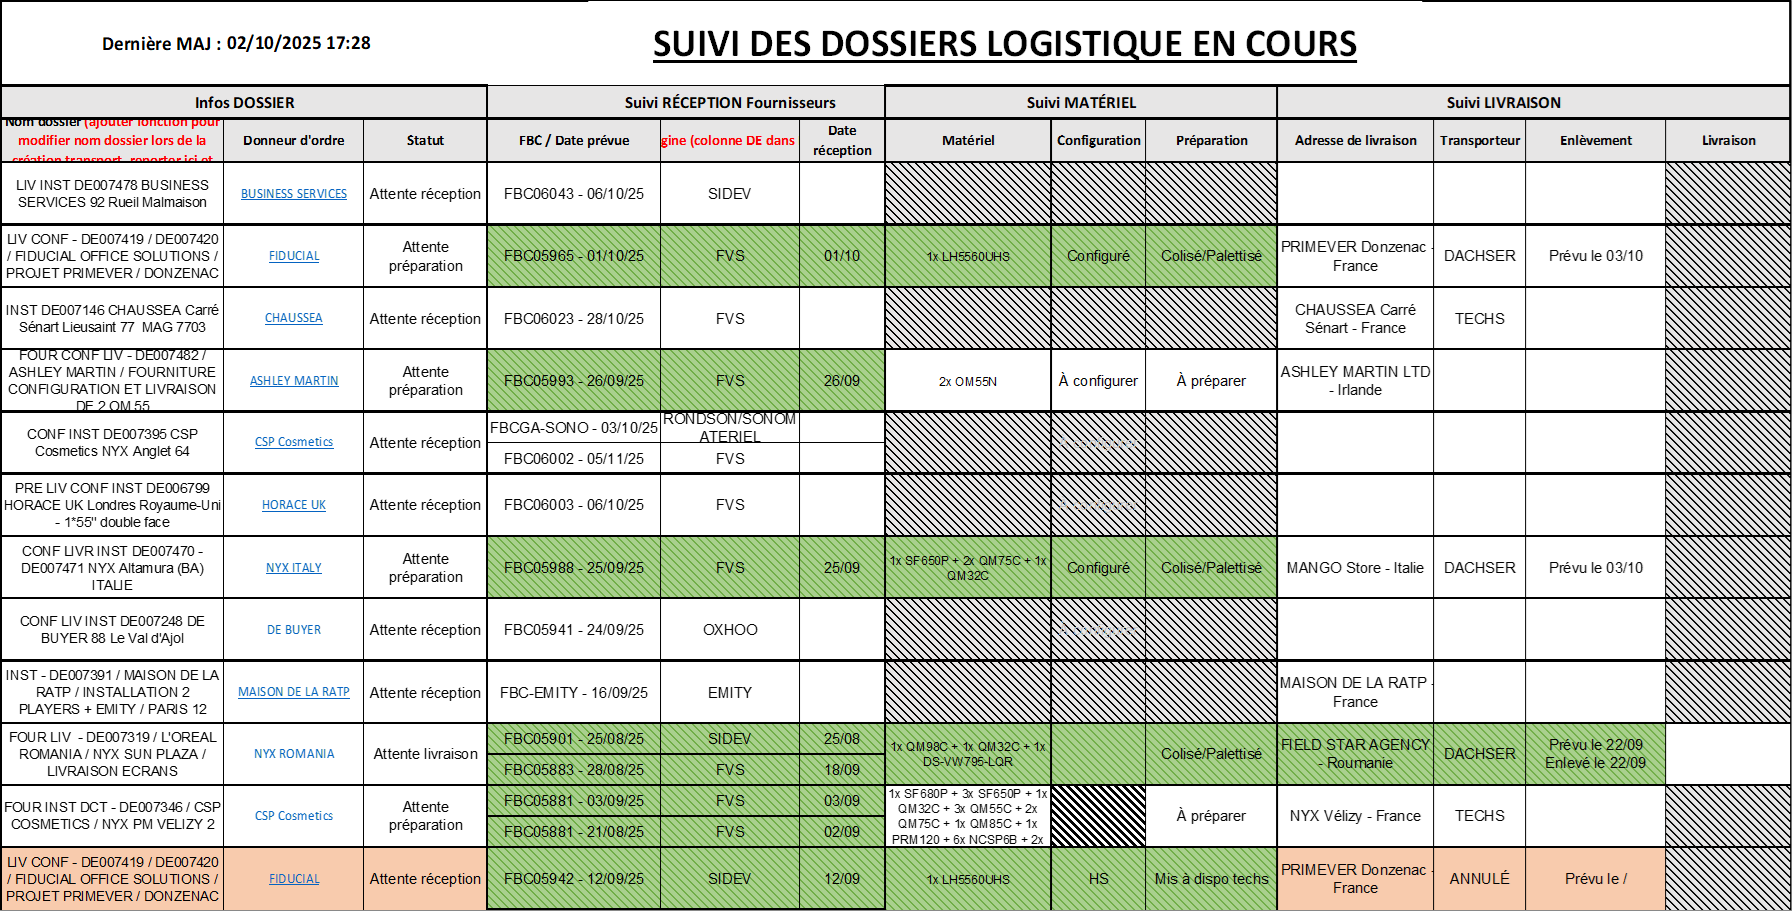 Dernière MAJ : 02/10/2025 17:28
SUIVI DES DOSSIERS LOGISTIQUE EN COURS
Infos DOSSIER
Suivi RÉCEPTION Fournisseurs
Suivi MATÉRIEL
Suivi LIVRAISON
Nom dossier (ajouter fonction pour
modifier nom dossier lors de la
création transport, reporter ici et
Donneur d'ordre
Statut
FBC / Date prévue
gine (colonne DE dans
Date
réception
Matériel
Configuration
Préparation
Adresse de livraison
Transporteur
Enlèvement
Livraison
LIV INST DE007478 BUSINESS
SERVICES 92 Rueil Malmaison
BUSINESS SERVICES
Attente réception
FBC06043 - 06/10/25
SIDEV
LIV CONF - DE007419 / DE007420
/ FIDUCIAL OFFICE SOLUTIONS /
PROJET PRIMEVER / DONZENAC
FIDUCIAL
Attente
préparation
FBC05965 - 01/10/25
FVS
01/10
1x LH5560UHS
Configuré
Colisé/Palettisé
PRIMEVER Donzenac -
France
DACHSER
Prévu le 03/10
INST DE007146 CHAUSSEA Carré
Sénart Lieusaint 77  MAG 7703
CHAUSSEA
Attente réception
FBC06023 - 28/10/25
FVS
CHAUSSEA Carré
Sénart - France
TECHS
FOUR CONF LIV - DE007482 /
ASHLEY MARTIN / FOURNITURE
CONFIGURATION ET LIVRAISON
DE 2 OM 55
ASHLEY MARTIN
Attente
préparation
FBC05993 - 26/09/25
FVS
26/09
2x OM55N
À configurer
À préparer
ASHLEY MARTIN LTD
- Irlande
CONF INST DE007395 CSP
Cosmetics NYX Anglet 64
CSP Cosmetics
Attente réception
FBCGA-SONO - 03/10/25
RONDSON/SONOM
ATERIEL
FBC06002 - 05/11/25
FVS
À configurer
PRE LIV CONF INST DE006799
HORACE UK Londres Royaume-Uni
- 1*55" double face
HORACE UK
Attente réception
FBC06003 - 06/10/25
FVS
À configurer
CONF LIVR INST DE007470 -
DE007471 NYX Altamura (BA)
ITALIE
NYX ITALY
Attente
préparation
FBC05988 - 25/09/25
FVS
25/09
1x SF650P + 2x QM75C + 1x
QM32C
Configuré
Colisé/Palettisé
MANGO Store - Italie
DACHSER
Prévu le 03/10
CONF LIV INST DE007248 DE
BUYER 88 Le Val d'Ajol
DE BUYER
Attente réception
FBC05941 - 24/09/25
OXHOO
À configurer
INST - DE007391 / MAISON DE LA
RATP / INSTALLATION 2
PLAYERS + EMITY / PARIS 12
MAISON DE LA RATP
Attente réception
FBC-EMITY - 16/09/25
EMITY
MAISON DE LA RATP -
France
FOUR LIV  - DE007319 / L'OREAL
ROMANIA / NYX SUN PLAZA /
LIVRAISON ECRANS
NYX ROMANIA
Attente livraison
FBC05901 - 25/08/25
SIDEV
25/08
FBC05883 - 28/08/25
FVS
18/09
1x QM98C + 1x QM32C + 1x
DS-VW795-LQR
Colisé/Palettisé
FIELD STAR AGENCY
- Roumanie
DACHSER
Prévu le 22/09
Enlevé le 22/09
FOUR INST DCT - DE007346 / CSP
COSMETICS / NYX PM VELIZY 2
CSP Cosmetics
Attente
préparation
FBC05881 - 03/09/25
FVS
03/09
FBC05881 - 21/08/25
FVS
02/09
1x SF680P + 3x SF650P + 1x
QM32C + 3x QM55C + 2x
QM75C + 1x QM85C + 1x
PRM120 + 6x NCSP6B + 2x
À préparer
NYX Vélizy - France
TECHS
LIV CONF - DE007419 / DE007420
/ FIDUCIAL OFFICE SOLUTIONS /
PROJET PRIMEVER / DONZENAC
FIDUCIAL
Attente réception
FBC05942 - 12/09/25
SIDEV
12/09
1x LH5560UHS
HS
Mis à dispo techs
PRIMEVER Donzenac -
France
ANNULÉ
Prévu le /